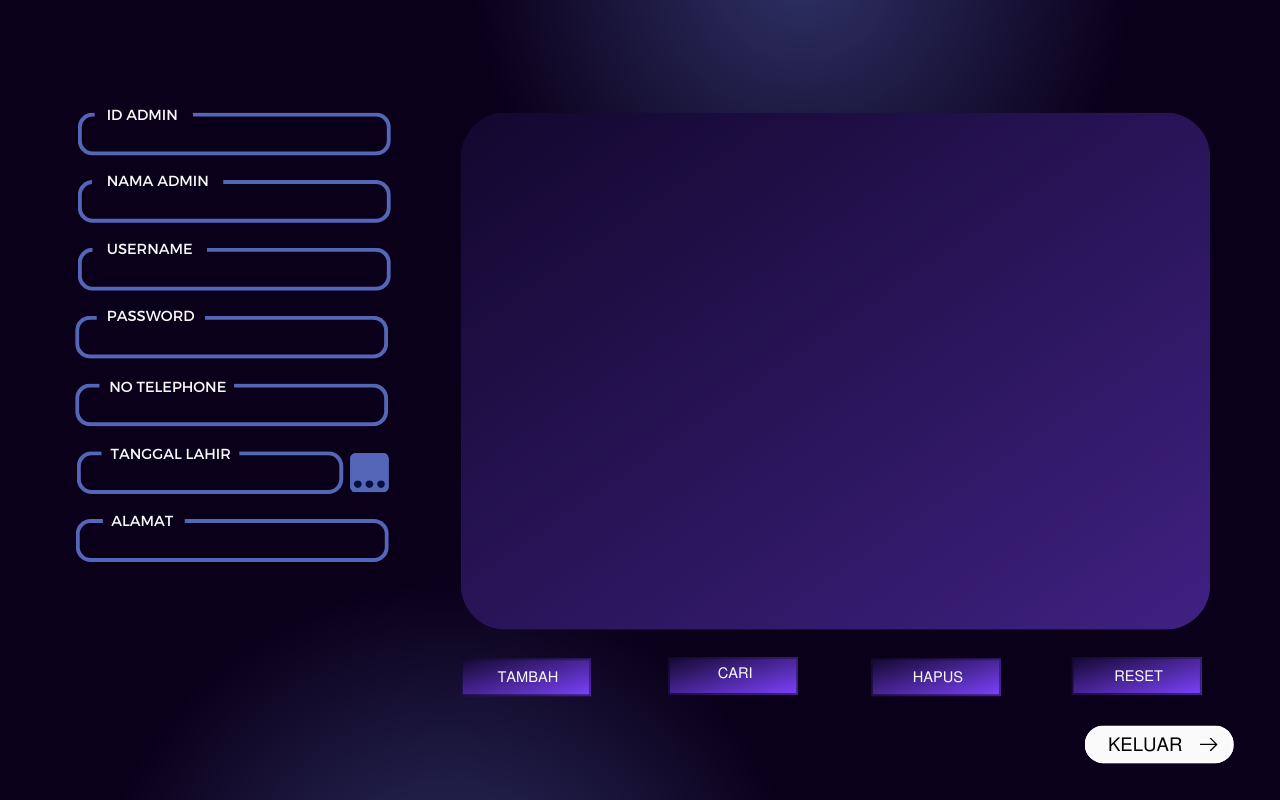 ID ADMIN
NAMA ADMIN
USERNAME
PASSWORD
NO TELEPHONE
TANGGAL LAHIR
ALAMAT
TAMBAH
CARI
HAPUS
RESET
KELUAR